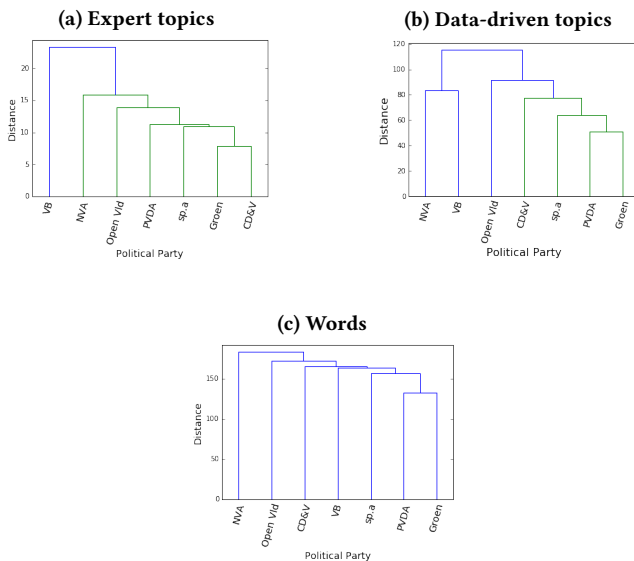 (a) Expert topics
20
15
10
5
0
Distance
VB
NVA
Open Vld
PVDA
sp.a
Groen
CD&V
Political Party
(b) Data-driven topics
120
100
80
60
40
20
0
Distance
NVA
VB
Open Vld
CD&V
sp.a
PVDA
Groen
Political Party
(c) Words
150
100
50
0
Distance
NVA
Open Vld
CD&V
VB
sp.a
PVDA
Groen
Political Party